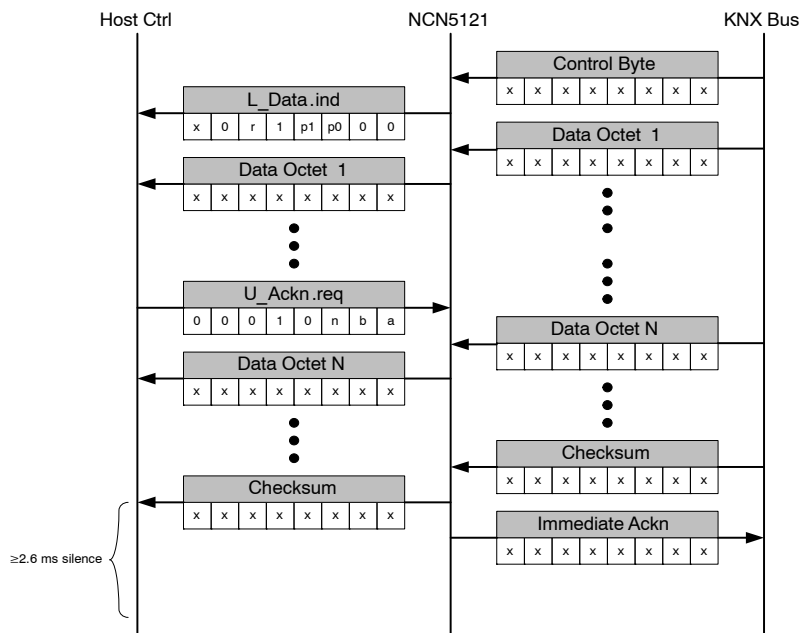 Host Ctrl NCN5121 KNX Bus
Control Byte
x x x x x x x x
L_Data.ind
x 0 r 1 p1 p0 0 0
Data Octet 1
x x x x x x x x
Data Octet 1
x x x x x x x x
U_Ackn.req
0 0 0 1 0 n b a
Data Octet N
x x x x x x x x
Data Octet N
x x x x x x x x
Checksum
x x x x x x x x
Checksum
x x x x x x x x
Immediate Ackn
x x x x x x x x
≥2.6 ms silence